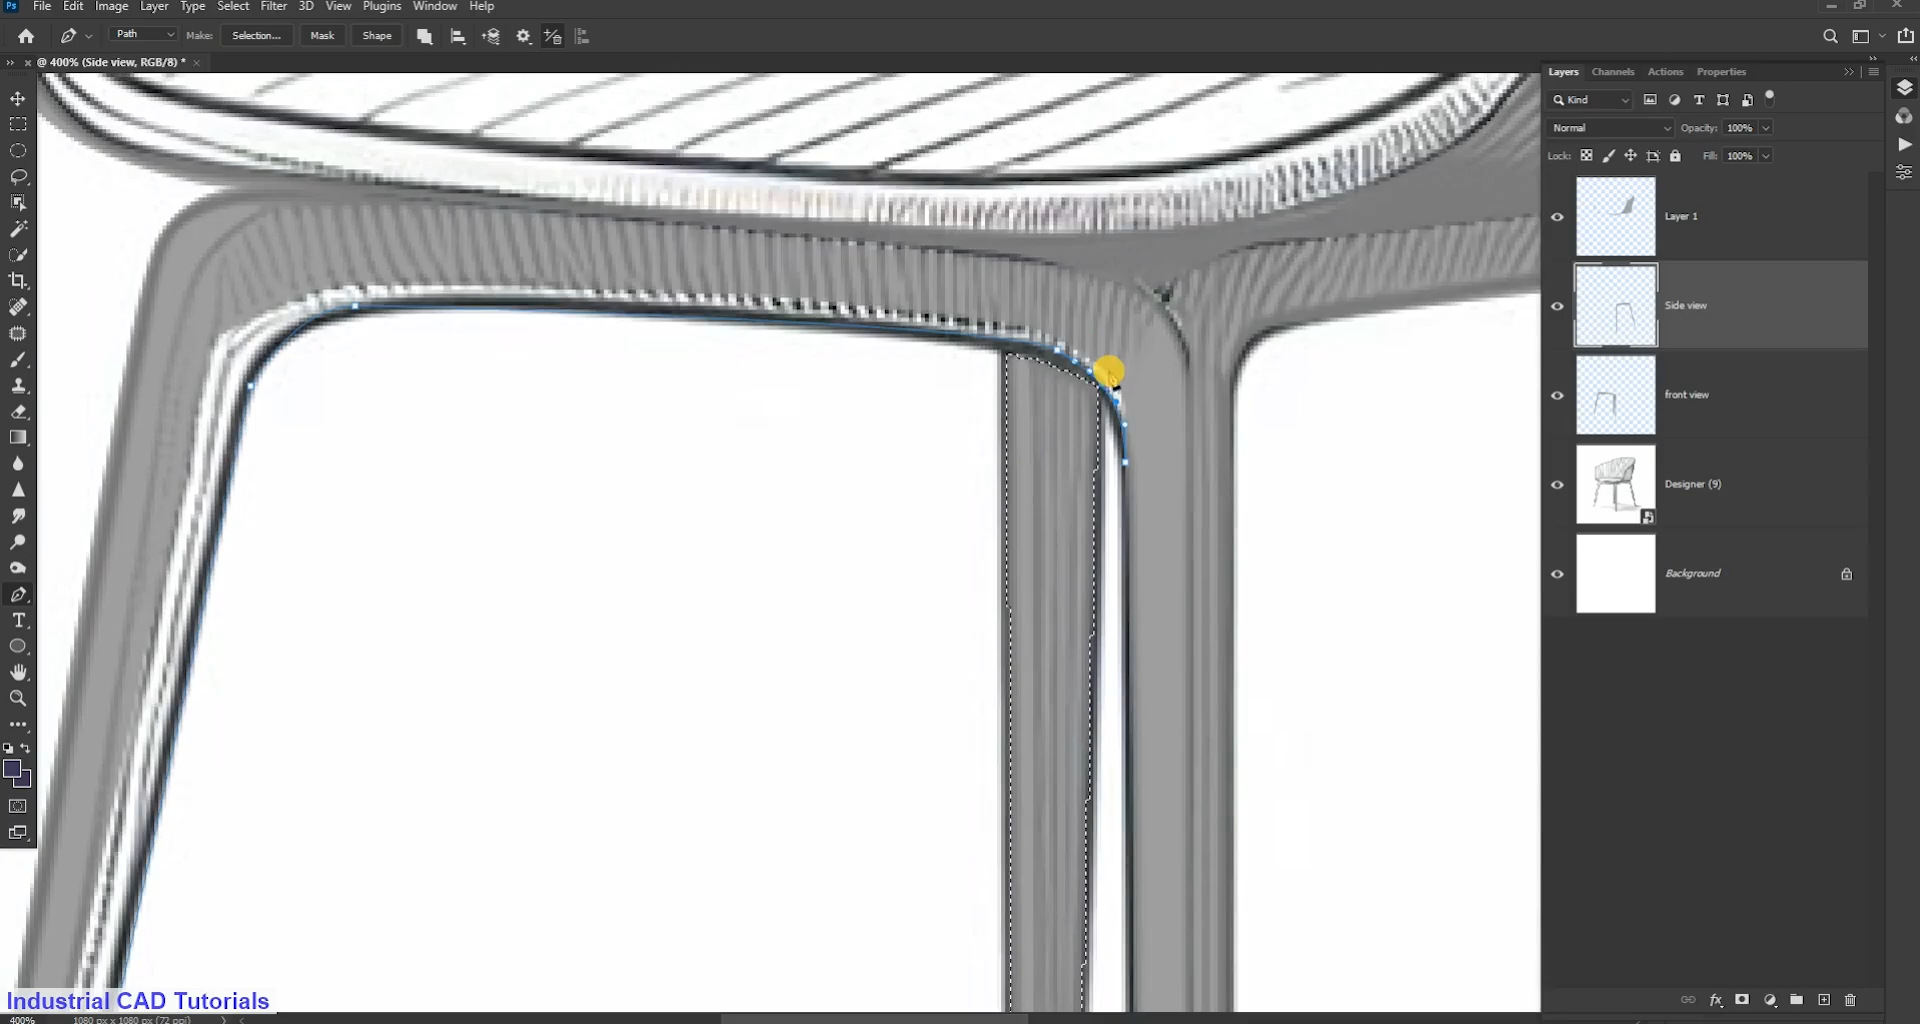 Ps File Edit Image Layer Type Select Filter 3D View Plugins Window Help
Path Make: Selection... Mask Shape
@ 400% (Side view, RGB/8) * ×
Layers Channels Actions Properties
Kind
Normal Opacity: 100%
Lock: Fill: 100%
Layer 1
Side view
front view
Designer (9)
Background
Industrial CAD Tutorials
400% 1080 px x 1080 px (72 ppi)